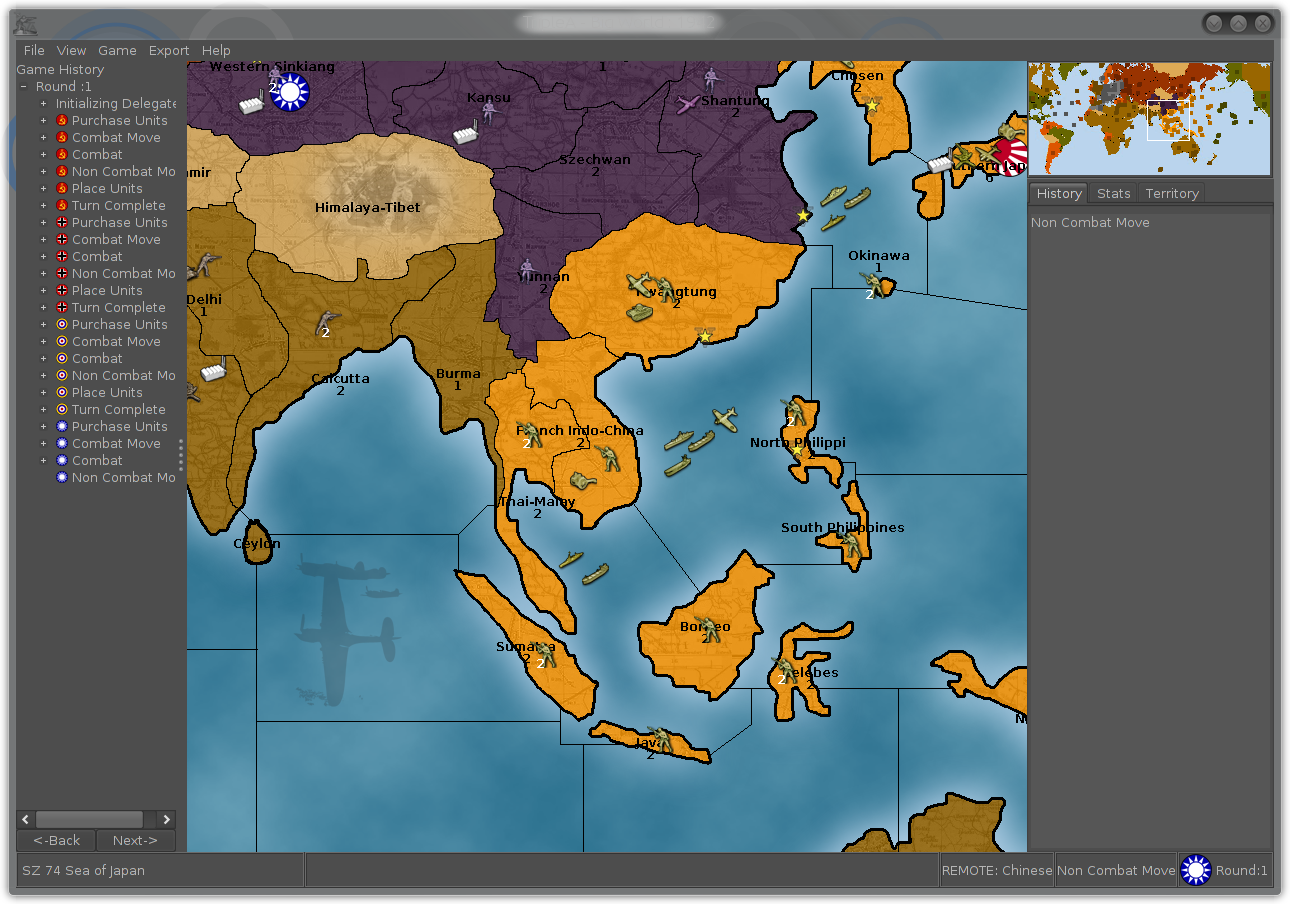 File View Game Export Help
Game History
Round :1
Initializing Delegate
Purchase Units
Combat Move
Combat
Non Combat Mo
Place Units
Turn Complete
Purchase Units
Combat Move
Combat
Non Combat Mo
Place Units
Turn Complete
Purchase Units
Combat Move
Combat
Non Combat Mo
Place Units
Turn Complete
Purchase Units
Combat Move
Combat
Non Combat Mo
<-Back Next->
Western Sinkiang
2
1
Kansu
Shantung
Chosen
2
Szechwan
2
mir
Himalaya-Tibet
6
Okinawa
1
2
Yunnan
2
Kwangtung
2
Delhi
1
2
Calcutta
2
Burma
1
French Indo-China
2
2
North Philippi
2
2
Thai-Malay
2
South Philippines
Ceylon
Borneo
2
Sumatra
2
2
Celebes
2
2
Java
2
N
History Stats Territory
Non Combat Move
SZ 74 Sea of Japan
REMOTE: Chinese Non Combat Move Round:1